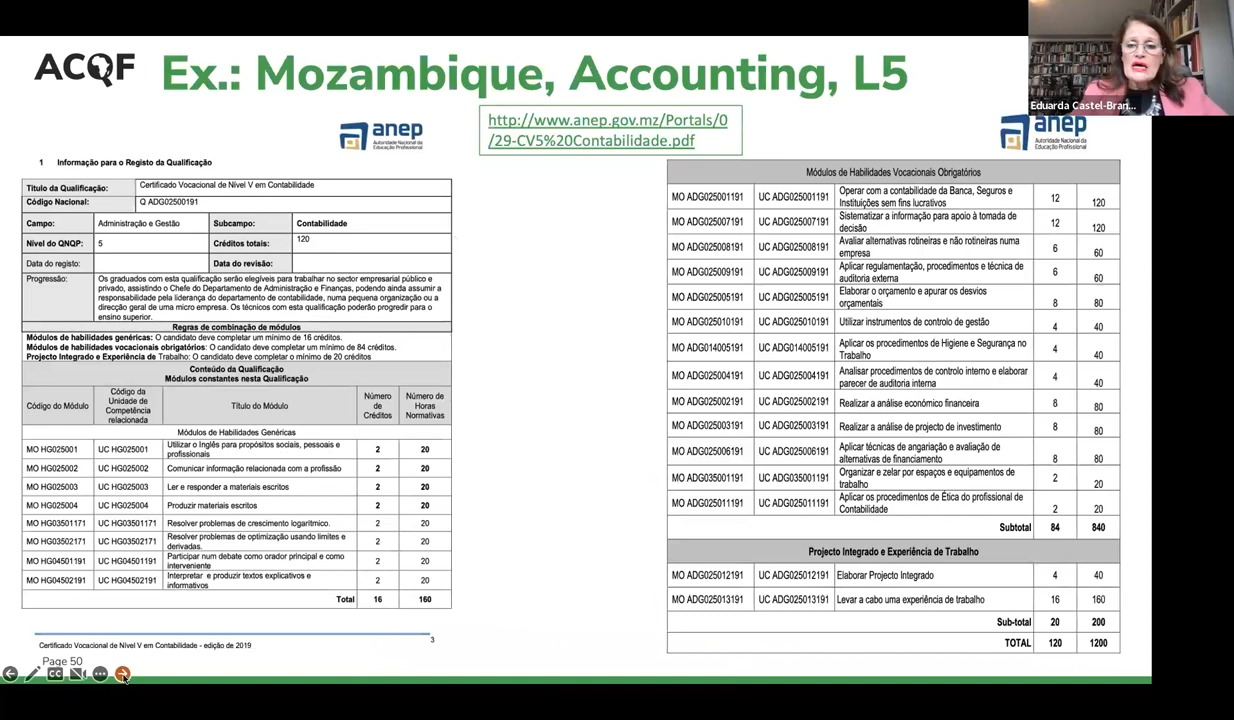 ACQF
Ex.: Mozambique, Accounting, L5
Eduarda Castel-Bran...
http://www.anep.gov.mz/Portals/0
/29-CV5%20Contabilidade.pdf
anep
Autoridade Nacional da
Educação Profissional
1 Informação para o Registo da Qualificação
Título da Qualificação: Certificado Vocacional de Nível V em Contabilidade
Código Nacional: Q ADG02500191
Campo: Administração e Gestão Subcampo: Contabilidade
Nível do QNQP: 5 Créditos totais: 120
Data do registo: Data do revisão:
Progressão: Os graduados com esta qualificação serão elegíveis para trabalhar no sector empresarial público e
privado, assistindo o Chefe do Departamento de Administração e Finanças, podendo ainda assumir a
responsabilidade pela liderança do departamento de contabilidade, numa pequena organização ou a
direcção geral de uma micro empresa. Os técnicos com esta qualificação poderão progredir para o
ensino superior.
Regras de combinação de módulos
Módulos de habilidades genéricas: O candidato deve completar um mínimo de 16 créditos.
Módulos de habilidades vocacionais obrigatórios: O candidato deve completar um mínimo de 84 créditos.
Projecto Integrado e Experiência de Trabalho: O candidato deve completar o mínimo de 20 créditos
Conteúdo da Qualificação
Módulos constantes nesta Qualificação
Código do Módulo Código da Unidade de Competência relacionada Título do Módulo Número de Créditos Número de Horas Normativas
Módulos de Habilidades Genéricas
MO HG025001 UC HG025001 Utilizar o Inglês para propósitos sociais, pessoais e profissionais 2 20
MO HG025002 UC HG025002 Comunicar informação relacionada com a profissão 2 20
MO HG025003 UC HG025003 Ler e responder a materiais escritos 2 20
MO HG025004 UC HG025004 Produzir materiais escritos 2 20
MO HG03501171 UC HG03501171 Resolver problemas de crescimento logarítmico. 2 20
MO HG03502171 UC HG03502171 Resolver problemas de optimização usando limites e derivadas. 2 20
MO HG04501191 UC HG04501191 Participar num debate como orador principal e como interveniente 2 20
MO HG04502191 UC HG04502191 Interpretar e produzir textos explicativos e informativos 2 20
Total 16 160
3
Certificado Vocacional de Nível V em Contabilidade - edição de 2019
Page 50
CC
anep
Autoridade Nacional da
Educação Profissional
Módulos de Habilidades Vocacionais Obrigatórios
MO ADG025001191 UC ADG025001191 Operar com a contabilidade da Banca, Seguros e Instituições sem fins lucrativos 12 120
MO ADG025007191 UC ADG025007191 Sistematizar a informação para apoio à tomada de decisão 12 120
MO ADG025008191 UC ADG025008191 Avaliar alternativas rotineiras e não rotineiras numa empresa 6 60
MO ADG025009191 UC ADG025009191 Aplicar regulamentação, procedimentos e técnica de auditoria externa 6 60
MO ADG025005191 UC ADG025005191 Elaborar o orçamento e apurar os desvios orçamentais 8 80
MO ADG025010191 UC ADG025010191 Utilizar instrumentos de controlo de gestão 4 40
MO ADG014005191 UC ADG014005191 Aplicar os procedimentos de Higiene e Segurança no Trabalho 4 40
MO ADG025004191 UC ADG025004191 Analisar procedimentos de controlo interno e elaborar parecer de auditoria interna 4 40
MO ADG025002191 UC ADG025002191 Realizar a análise económico financeira 8 80
MO ADG025003191 UC ADG025003191 Realizar a análise de projecto de investimento 8 80
MO ADG025006191 UC ADG025006191 Aplicar técnicas de angariação e avaliação de alternativas de financiamento 8 80
MO ADG035001191 UC ADG035001191 Organizar e zelar por espaços e equipamentos de trabalho 2 20
MO ADG025011191 UC ADG025011191 Aplicar os procedimentos de Ética do profissional de Contabilidade 2 20
Subtotal 84 840
Projecto Integrado e Experiência de Trabalho
MO ADG025012191 UC ADG025012191 Elaborar Projecto Integrado 4 40
MO ADG025013191 UC ADG025013191 Levar a cabo uma experiência de trabalho 16 160
Sub-total 20 200
TOTAL 120 1200